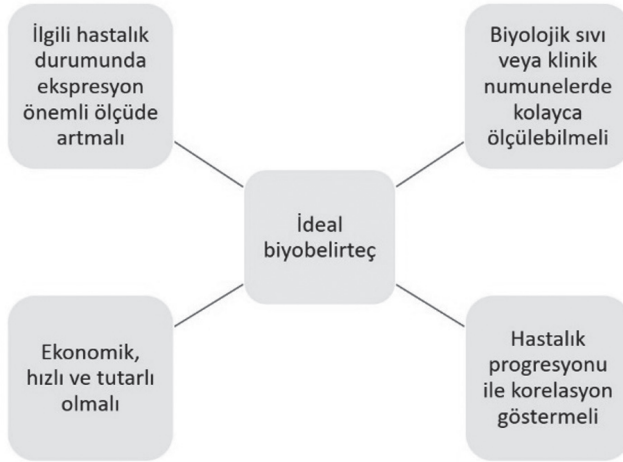 İlgili hastalık
durumunda
ekspresyon
önemli ölçüde
artmalı
Biyolojik sıvı
veya klinik
numunelerde
kolayca
ölçülebilmeli
İdeal
biyobelirteç
Ekonomik,
hızlı ve tutarlı
olmalı
Hastalık
progresyonu
ile korelasyon
göstermeli